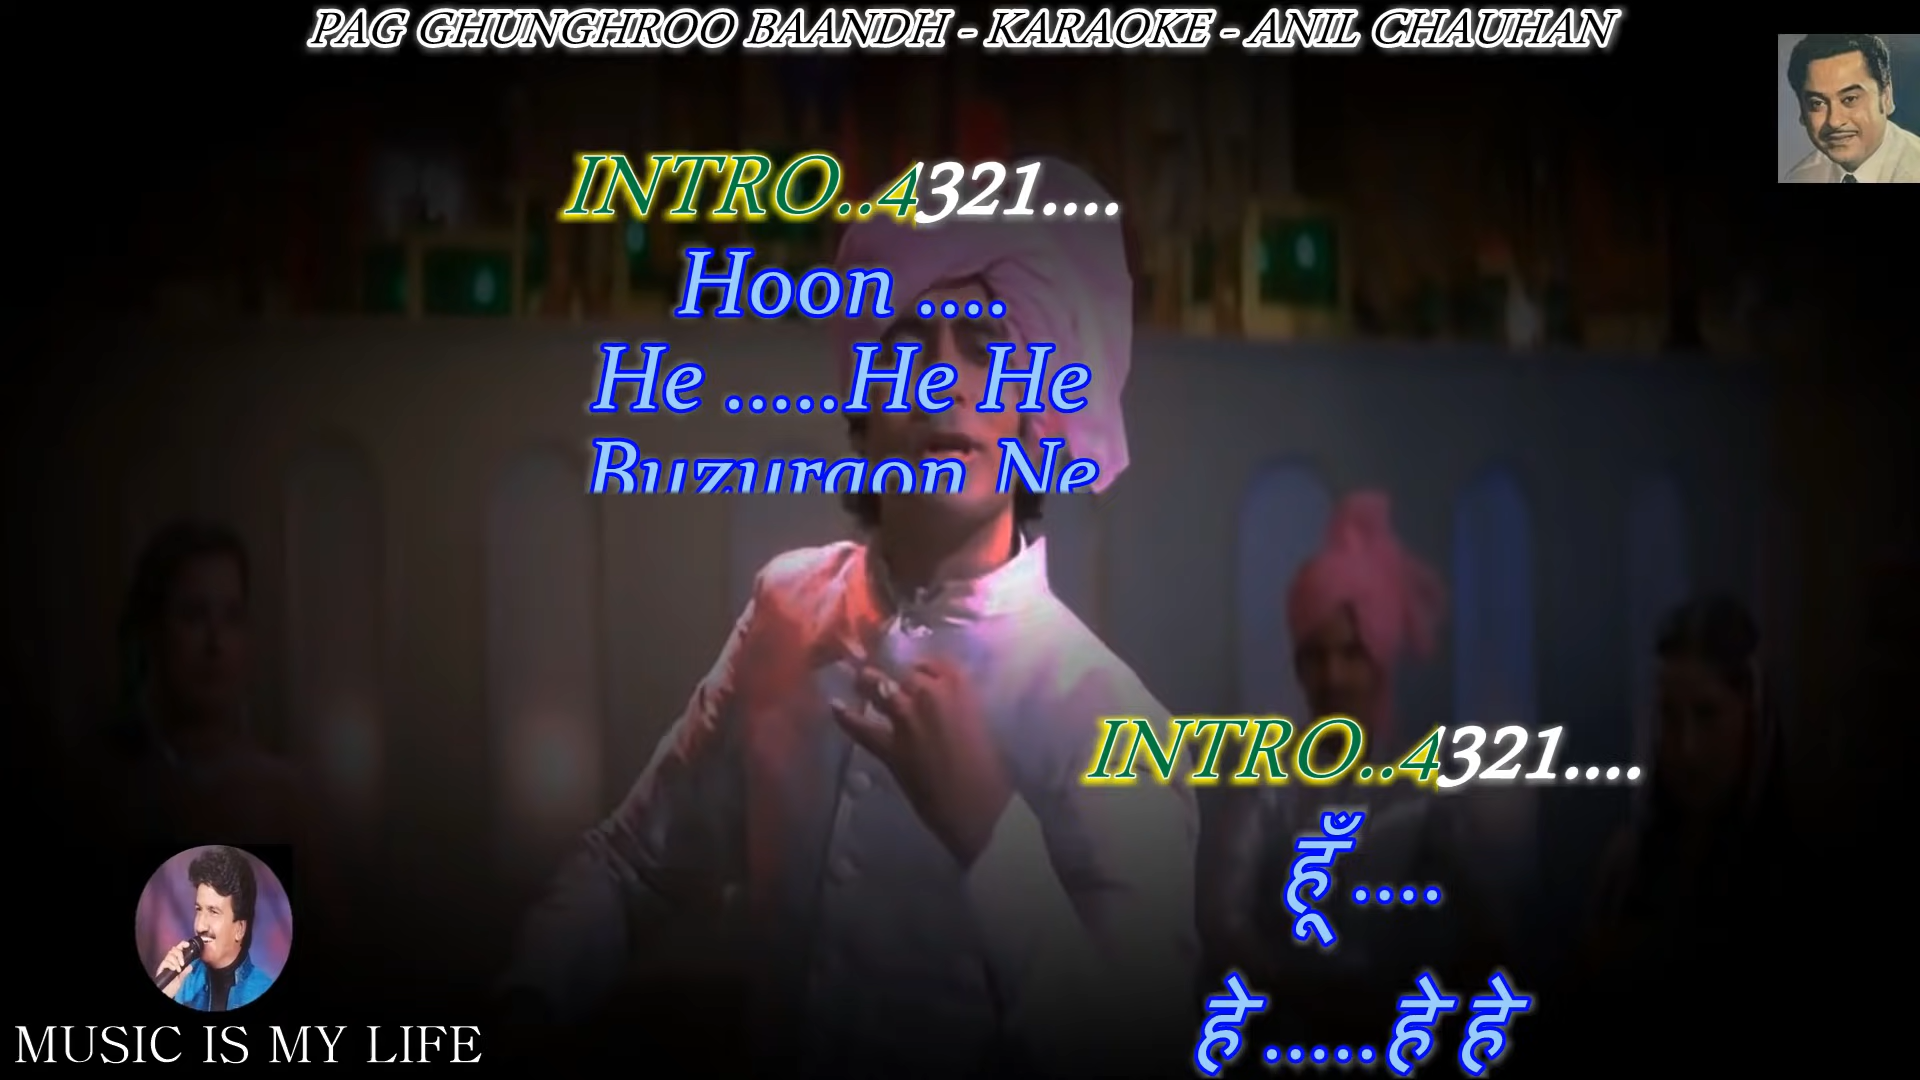 PAG GHUNGHROO BAANDH - KARAOKE - ANIL CHAUHAN
INTRO..4321....
Hoon ....
He .....He He
Buzurgon Ne
INTRO..4321....
हूँ ....
हे .....हे हे
MUSIC IS MY LIFE